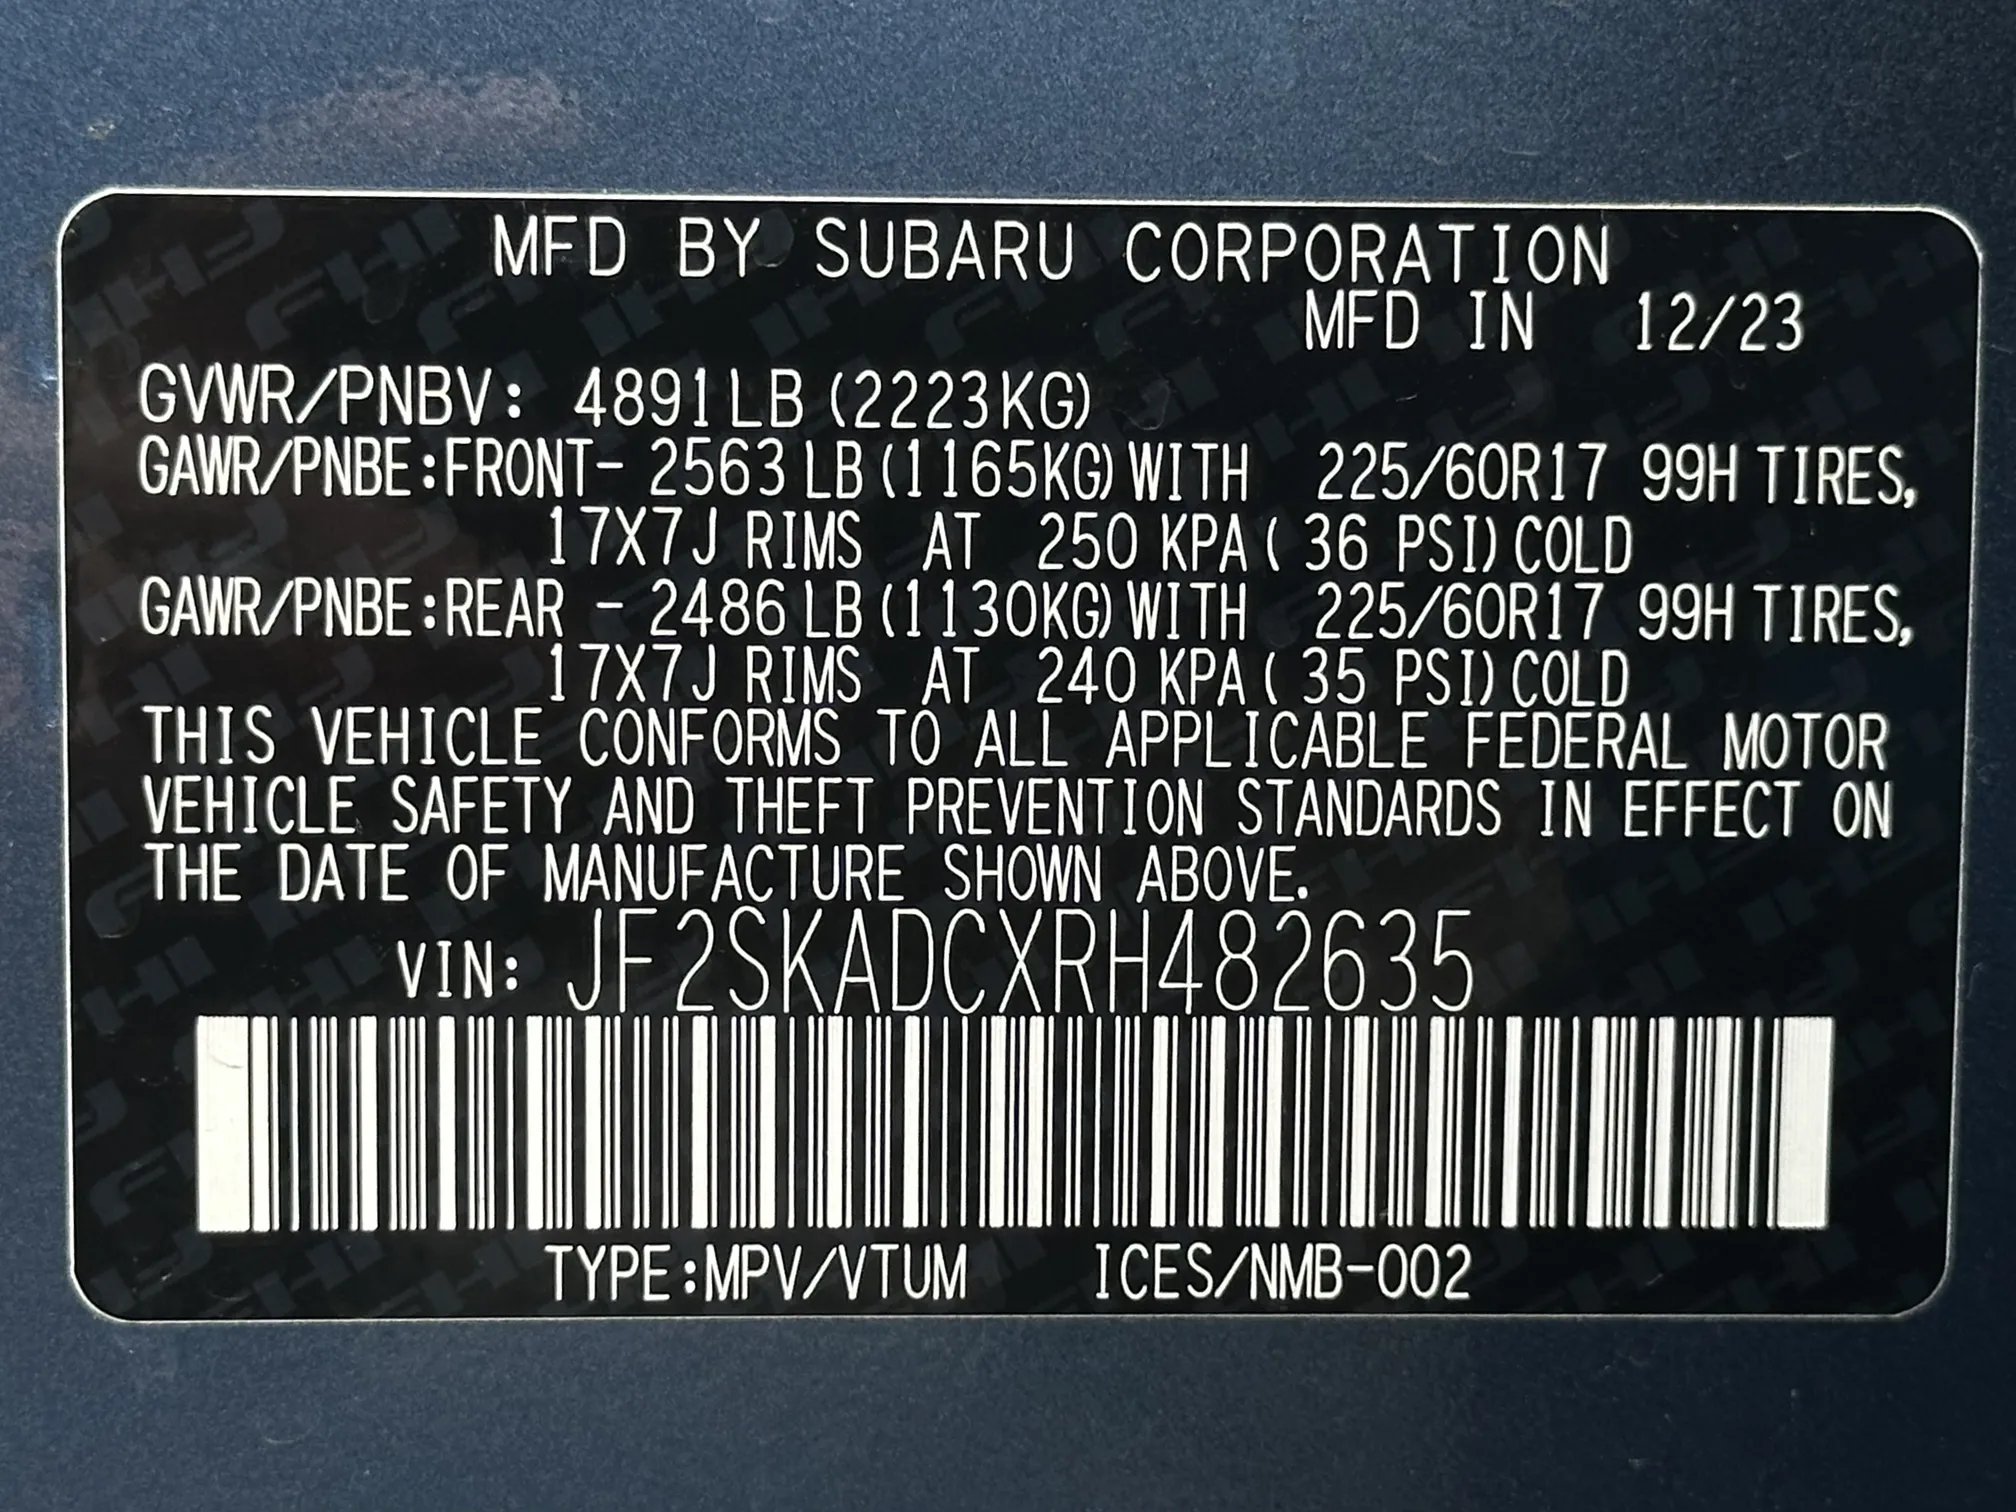 MFD BY SUBARU CORPORATION
MFD IN 12/23
GVWR/PNBV: 4891LB (2223KG)
GAWR/PNBE:FRONT- 2563 LB (1165KG) WITH 225/60R17 99H TIRES,
17X7J RIMS AT 250 KPA ( 36 PSI) COLD
GAWR/PNBE:REAR - 2486 LB (1130KG) WITH 225/60R17 99H TIRES,
17X7J RIMS AT 240 KPA ( 35 PSI) COLD
THIS VEHICLE CONFORMS TO ALL APPLICABLE FEDERAL MOTOR
VEHICLE SAFETY AND THEFT PREVENTION STANDARDS IN EFFECT ON
THE DATE OF MANUFACTURE SHOWN ABOVE.
VIN: JF2SKADCXRH482635
TYPE:MPV/VTUM ICES/NMB-002